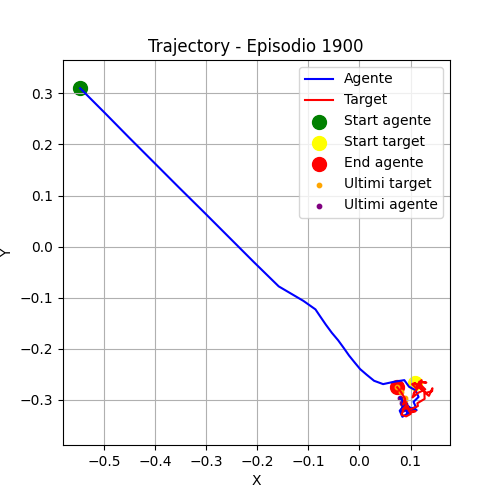 Trajectory - Episodio 1900
Agente
Target
Start agente
Start target
End agente
Ultimi target
Ultimi agente
0.3
0.2
0.1
0.0
−0.1
−0.2
−0.3
Y
−0.5
−0.4
−0.3
−0.2
−0.1
0.0
0.1
X